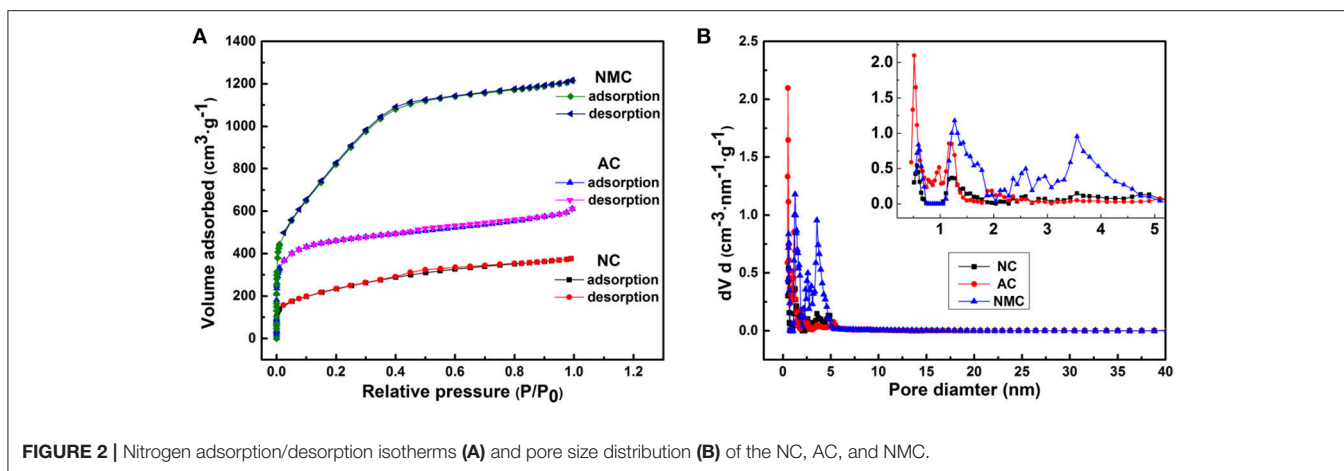 A
1400
1200
1000
800
600
400
200
0
Volume adsorbed (cm³·g⁻¹)
0.0 0.2 0.4 0.6 0.8 1.0 1.2
Relative pressure (P/P₀)
NMC
adsorption
desorption
AC
adsorption
desorption
NC
adsorption
desorption
B
2.5
2.0
1.5
1.0
0.5
0.0
dV d (cm⁻³·nm⁻¹·g⁻¹)
0 5 10 15 20 25 30 35 40
Pore diamter (nm)
2.0
1.5
1.0
0.5
0.0
1 2 3 4 5
NC
AC
NMC
FIGURE 2 | Nitrogen adsorption/desorption isotherms (A) and pore size distribution (B) of the NC, AC, and NMC.